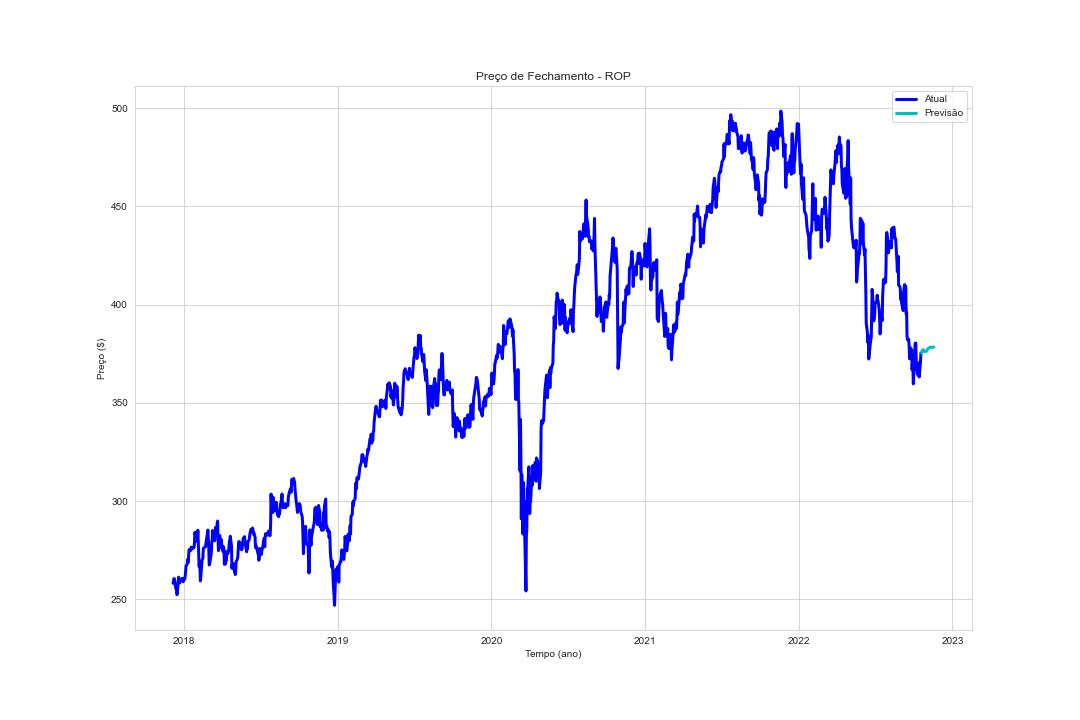 Preço de Fechamento - ROP
Atual
Previsão
500
450
400
350
300
250
Preço ($)
2018 2019 2020 2021 2022 2023
Tempo (ano)